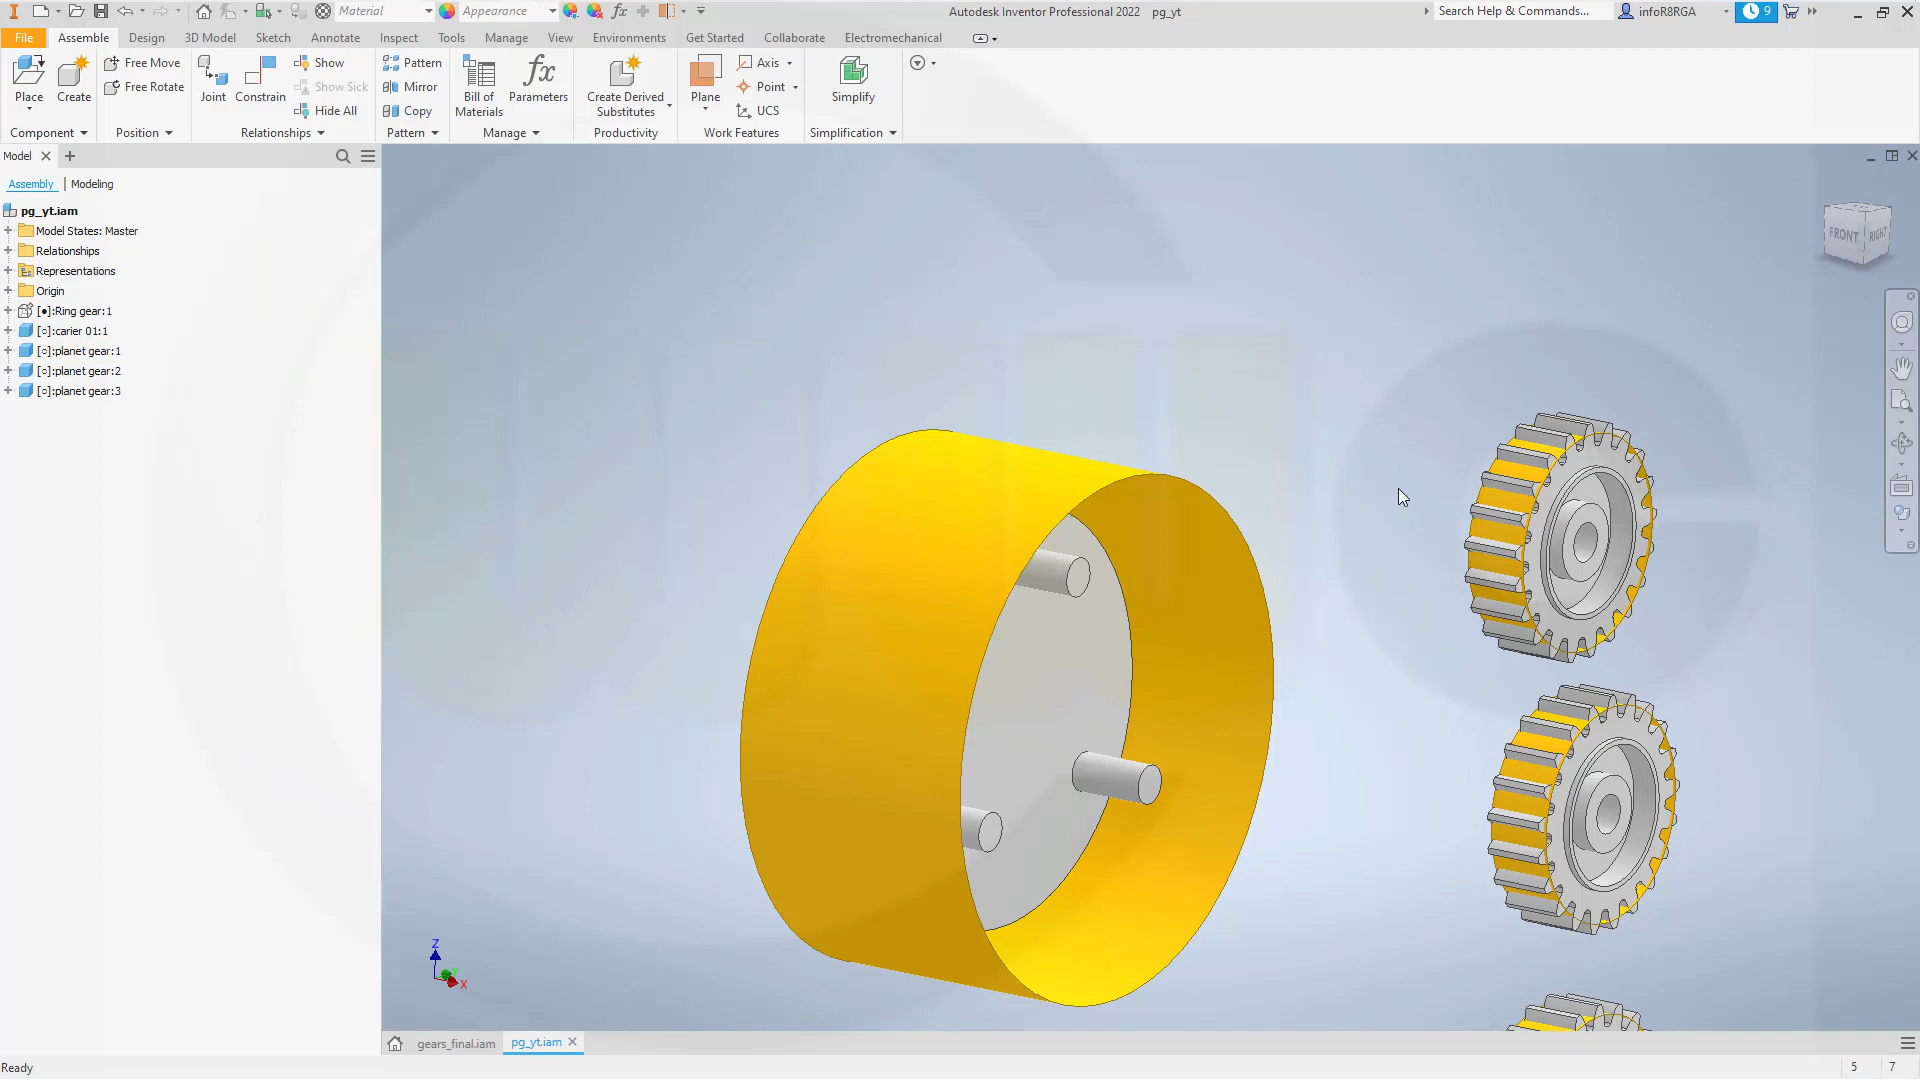 Material
Appearance
fx
Autodesk Inventor Professional 2022 pg_yt
Search Help & Commands...
infoR8RGA
9
File
Assemble
Design
3D Model
Sketch
Annotate
Inspect
Tools
Manage
View
Environments
Get Started
Collaborate
Electromechanical
Place
Create
Free Move
Free Rotate
Joint
Constrain
Show
Show Sick
Hide All
Pattern
Mirror
Copy
Bill of
Materials
fx
Parameters
Create Derived
Substitutes
Plane
Axis
Point
UCS
Simplify
Component
Position
Relationships
Pattern
Manage
Productivity
Work Features
Simplification
Model
Assembly
Modeling
pg_yt.iam
Model States: Master
Relationships
Representations
Origin
[●]:Ring gear:1
[○]:carier 01:1
[○]:planet gear:1
[○]:planet gear:2
[○]:planet gear:3
FRONT
RIGHT
Z
Y
X
gears_final.iam
pg_yt.iam
Ready
5
7